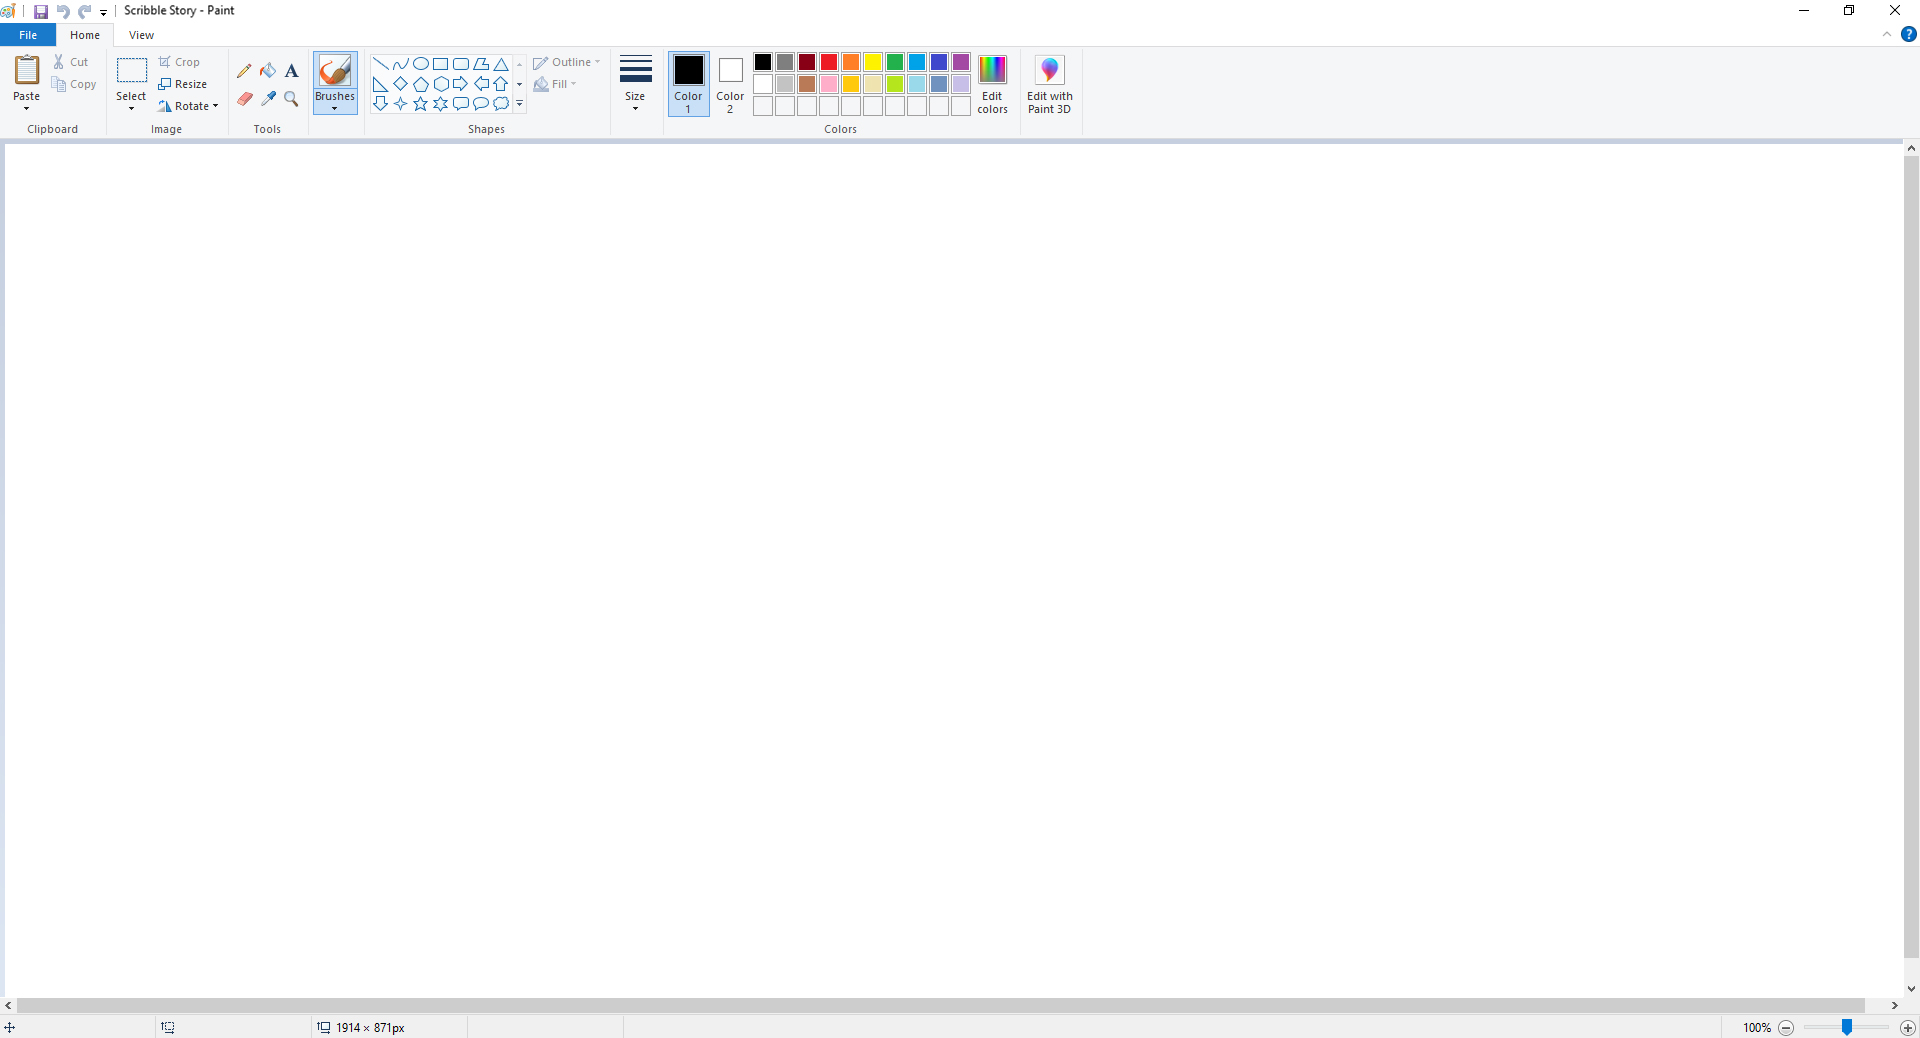 Scribble Story - Paint
File Home View
Paste Cut Copy Clipboard
Select Crop Resize Rotate Image
A Tools
Brushes
Shapes Outline Fill
Size
Color 1 Color 2 Colors Edit colors
Edit with Paint 3D
?
1914 × 871px 100%